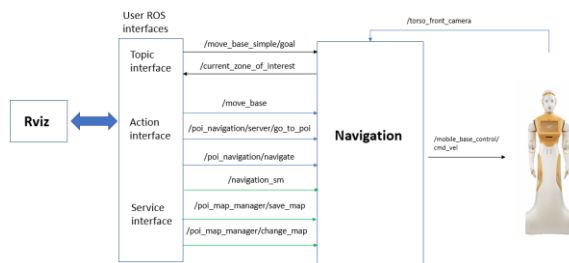 User ROS
interfaces
/torso_front_camera
Topic
interface
/move_base_simple/goal
/current_zone_of_interest
Rviz
Action
interface
/move_base
/poi_navigation/server/go_to_poi
/poi_navigation/navigate
Navigation
/mobile_base_control/
cmd_vel
/navigation_sm
Service
interface
/poi_map_manager/save_map
/poi_map_manager/change_map